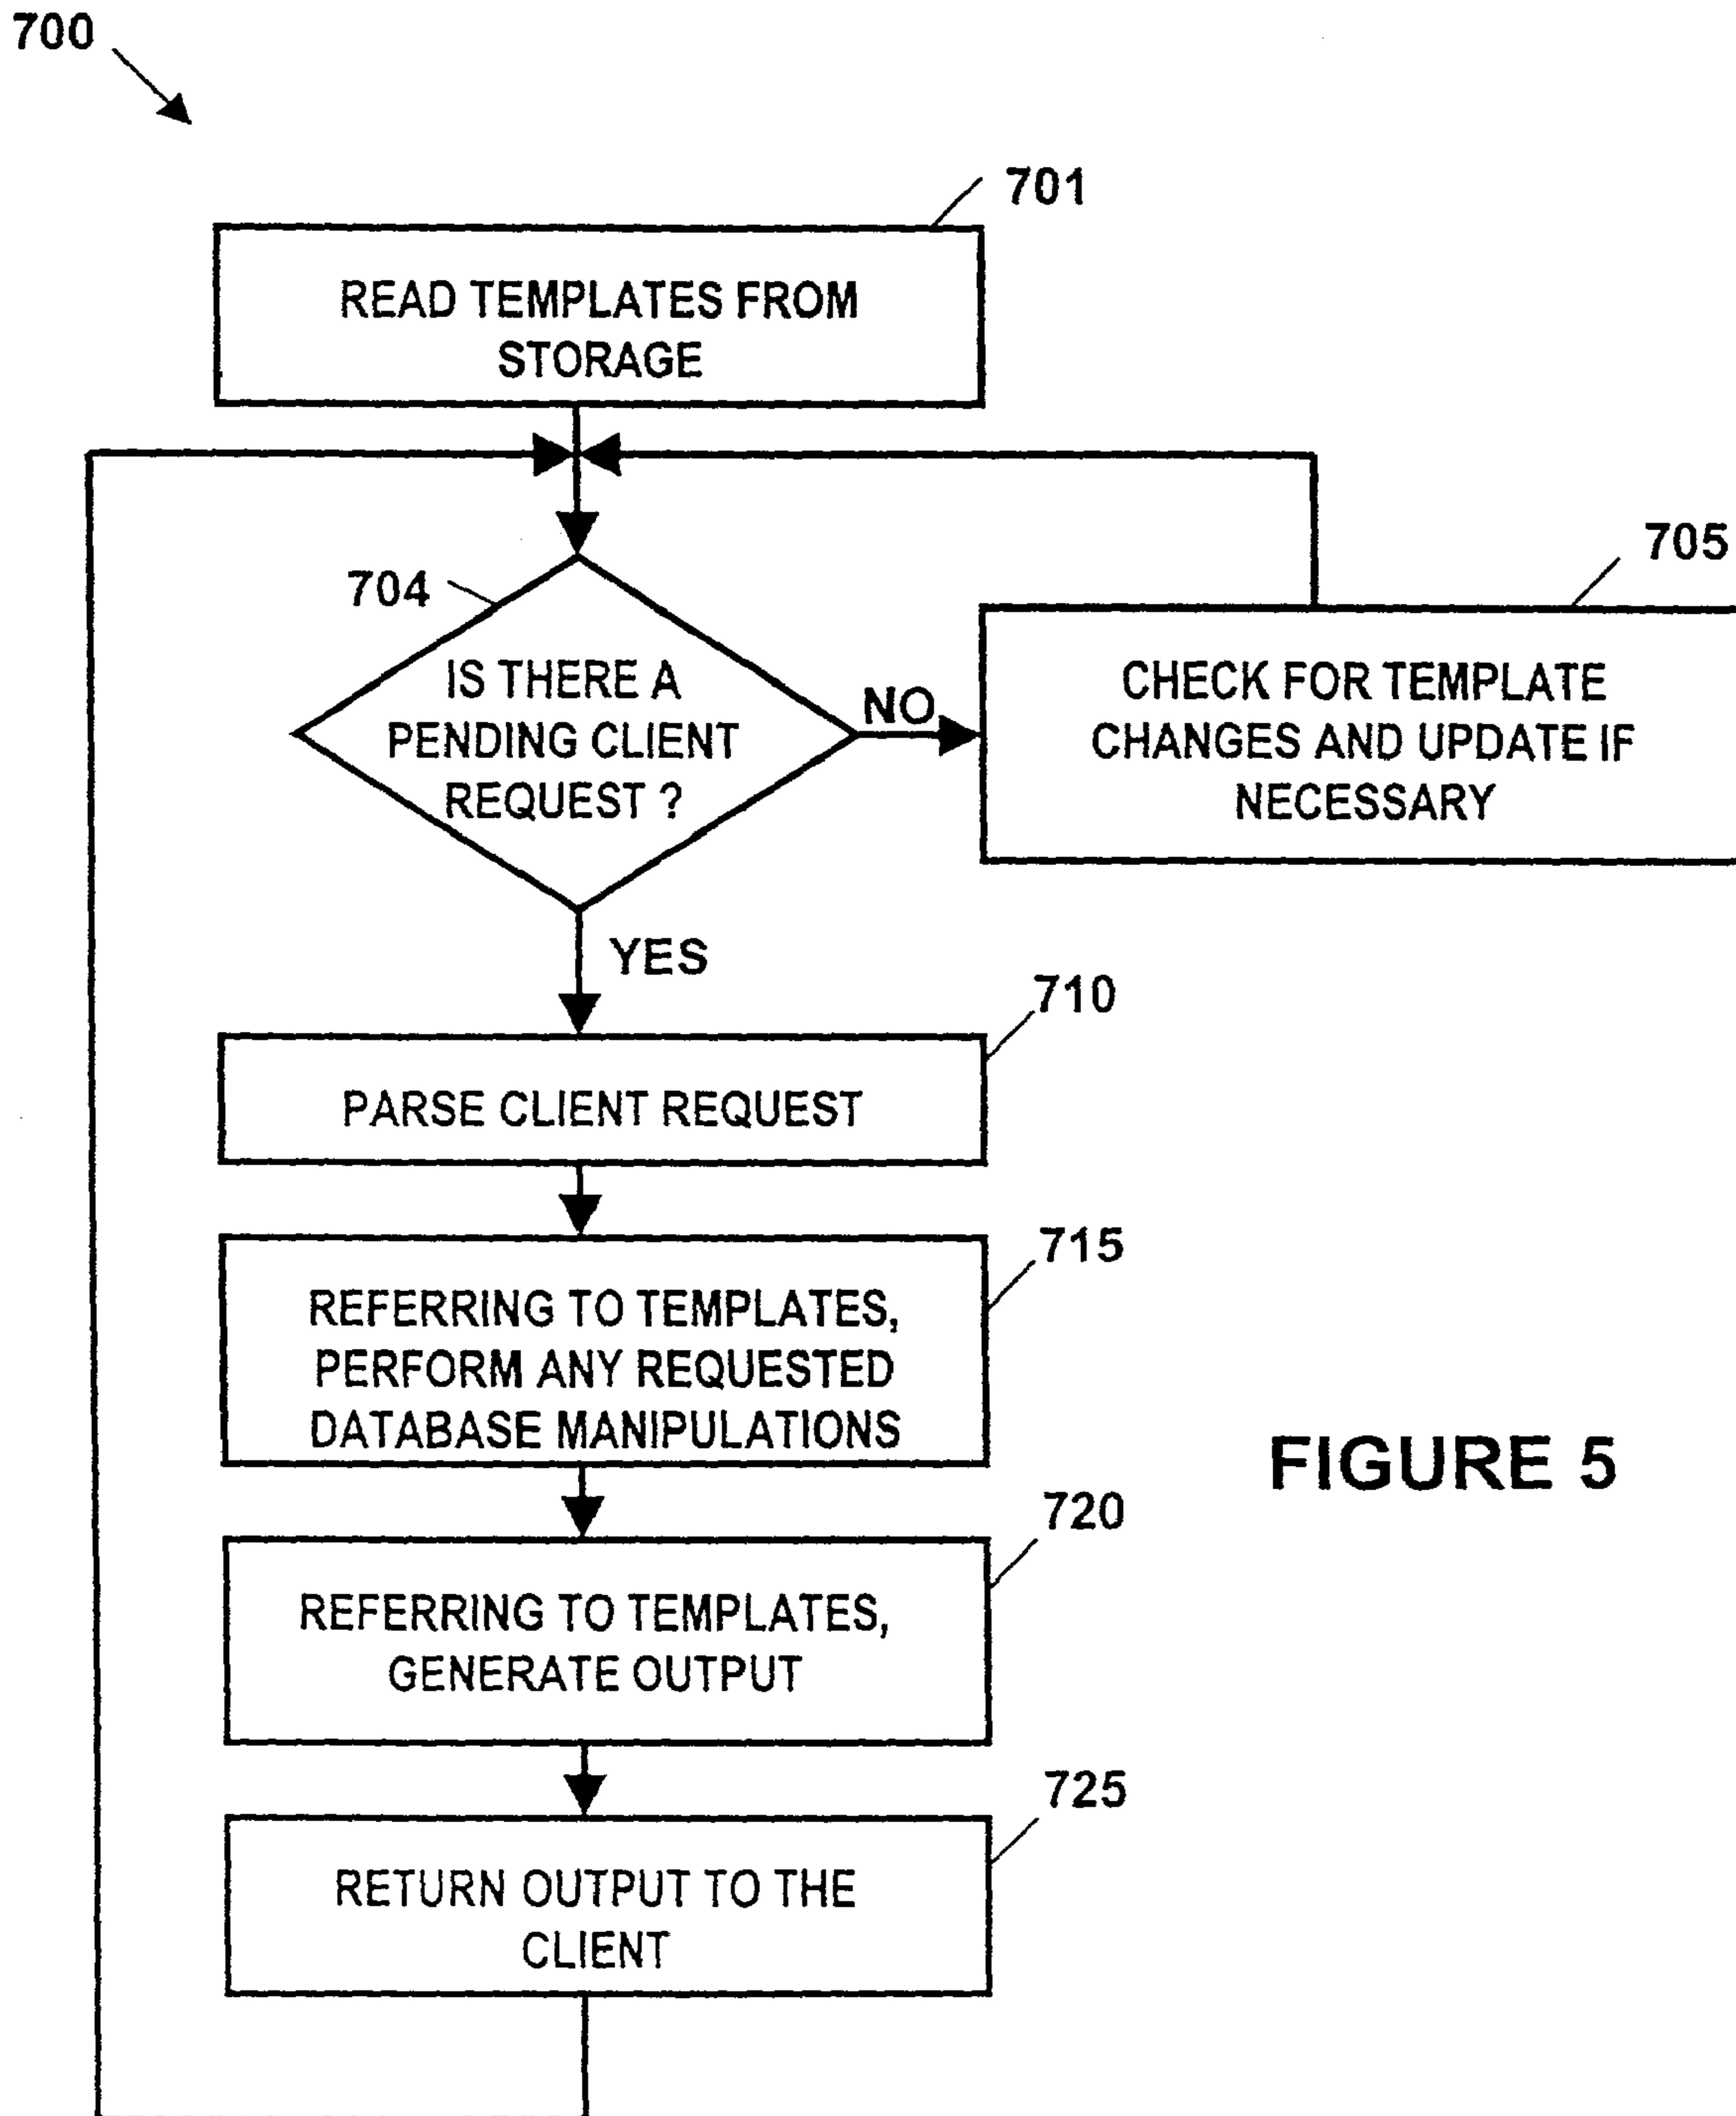 700
701
READ TEMPLATES FROM
STORAGE
704
IS THERE A
PENDING CLIENT
REQUEST ?
NO
705
CHECK FOR TEMPLATE
CHANGES AND UPDATE IF
NECESSARY
YES
710
PARSE CLIENT REQUEST
715
REFERRING TO TEMPLATES,
PERFORM ANY REQUESTED
DATABASE MANIPULATIONS
720
REFERRING TO TEMPLATES,
GENERATE OUTPUT
725
RETURN OUTPUT TO THE
CLIENT
FIGURE 5